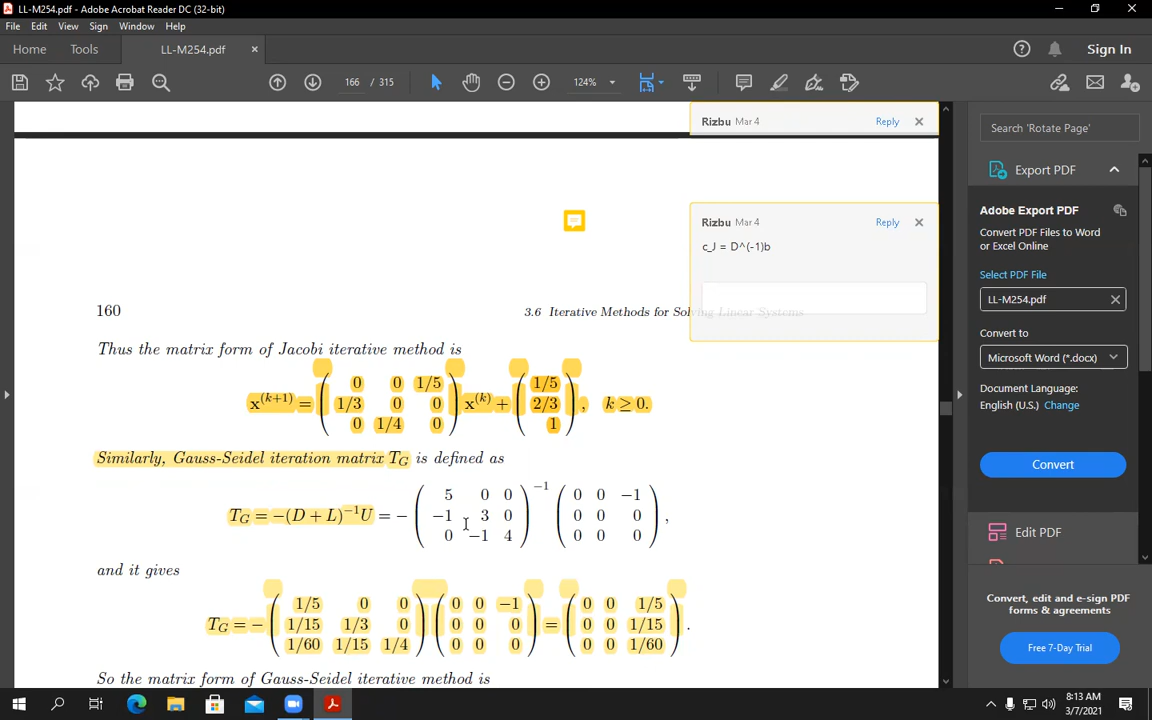 LL-M254.pdf - Adobe Acrobat Reader DC (32-bit)
File Edit View Sign Window Help
Home Tools LL-M254.pdf × Sign In
166 / 315 124%
Rizbu Mar 4 Reply ×
Rizbu Mar 4 Reply ×
c_J = D^(-1)b
160 3.6 Iterative Methods for Solving Linear Systems
Thus the matrix form of Jacobi iterative method is
0 0 1/5 1/5
x^(k+1) = 1/3 0 0 x^(k) + 2/3 , k ≥ 0.
0 1/4 0 1
Similarly, Gauss-Seidel iteration matrix T_G is defined as
5 0 0 −1 0 0 −1
T_G = −(D + L)^−1 U = − −1 3 0 0 0 0 ,
0 −1 4 0 0 0
and it gives
1/5 0 0 0 0 −1 0 0 1/5
T_G = − 1/15 1/3 0 0 0 0 = 0 0 1/15 .
1/60 1/15 1/4 0 0 0 0 0 1/60
So the matrix form of Gauss-Seidel iterative method is
Search 'Rotate Page'
Export PDF
Adobe Export PDF
Convert PDF Files to Word
or Excel Online
Select PDF File
LL-M254.pdf ×
Convert to
Microsoft Word (*.docx)
Document Language:
English (U.S.) Change
Convert
Edit PDF
Convert, edit and e-sign PDF
forms & agreements
Free 7-Day Trial
8:13 AM
3/7/2021